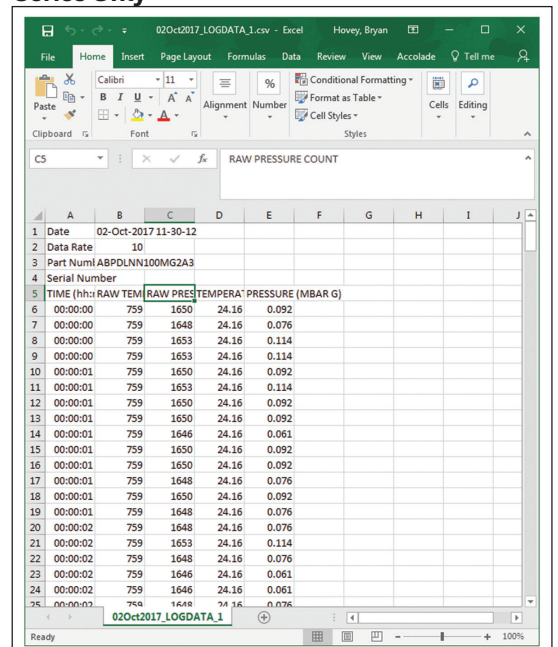 02Oct2017_LOGDATA_1.csv - Excel Hovey, Bryan
File Home Insert Page Layout Formulas Data Review View Accolade Tell me
Paste
Clipboard
Calibri 11
B I U A A
A
Font
Alignment
%
Number
Conditional Formatting
Format as Table
Cell Styles
Styles
Cells
Editing
C5 fx RAW PRESSURE COUNT
A B C D E F G H I J
1 Date 02-Oct-2017 11-30-12
2 Data Rate 10
3 Part Numl ABPDLNN100MG2A3
4 Serial Number
5 TIME (hh:r RAW TEMI RAW PRES TEMPERA' PRESSURE (MBAR G)
6 00:00:00 759 1650 24.16 0.092
7 00:00:00 759 1648 24.16 0.076
8 00:00:00 759 1653 24.16 0.114
9 00:00:00 759 1653 24.16 0.114
10 00:00:01 759 1650 24.16 0.092
11 00:00:01 759 1653 24.16 0.114
12 00:00:01 759 1650 24.16 0.092
13 00:00:01 759 1650 24.16 0.092
14 00:00:01 759 1646 24.16 0.061
15 00:00:01 759 1650 24.16 0.092
16 00:00:01 759 1650 24.16 0.092
17 00:00:01 759 1648 24.16 0.076
18 00:00:01 759 1650 24.16 0.092
19 00:00:01 759 1648 24.16 0.076
20 00:00:02 759 1648 24.16 0.076
21 00:00:02 759 1653 24.16 0.114
22 00:00:02 759 1648 24.16 0.076
23 00:00:02 759 1646 24.16 0.061
24 00:00:02 759 1646 24.16 0.061
25 00:00:02 759 1648 24.16 0.076
02Oct2017_LOGDATA_1
Ready 100%